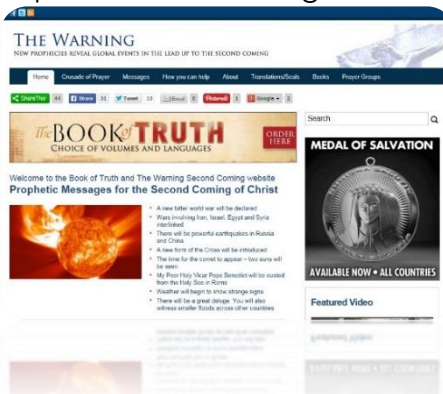 THE WARNING
NEW PROPHECIES REVEAL GLOBAL EVENTS IN THE LEAD UP TO THE SECOND COMING
Home Crusade of Prayer Messages How you can help About Translations/Seals Books Prayer Groups
ShareThis Share 31 Tweet 13 Email 0 Pinterest 3 Google + 3
Search
The BOOK of TRUTH
CHOICE OF VOLUMES AND LANGUAGES
ORDER HERE
Welcome to the Book of Truth and The Warning Second Coming website
Prophetic Messages for the Second Coming of Christ
A new bitter world war will be declared
Wars involving Iran, Israel, Egypt and Syria
interlinked
There will be powerful earthquakes in Russia
and China
A new form of the Cross will be introduced
The time for the comet to appear – two suns will
be seen
My Poor Holy Vicar Pope Benedict will be ousted
from the Holy See in Rome
Weather will begin to show strange signs
There will be a great deluge. You will also
witness smaller floods across other countries
MEDAL OF SALVATION
AVAILABLE NOW • ALL COUNTRIES
Featured Video